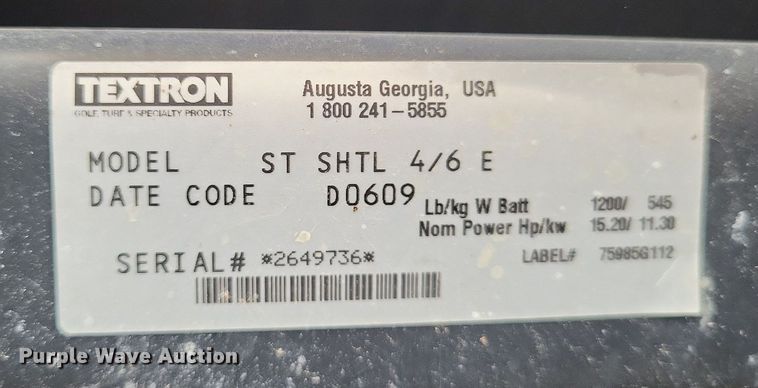 TEXTRON
GOLF, TURF & SPECIALTY PRODUCTS
Augusta Georgia, USA
1 800 241-5855
MODEL ST SHTL 4/6 E
DATE CODE D0609
Lb/kg W Batt 1200/ 545
Nom Power Hp/kw 15.20/ 11.30
SERIAL# *2649736*
LABEL# 75985G112
Purple Wave Auction